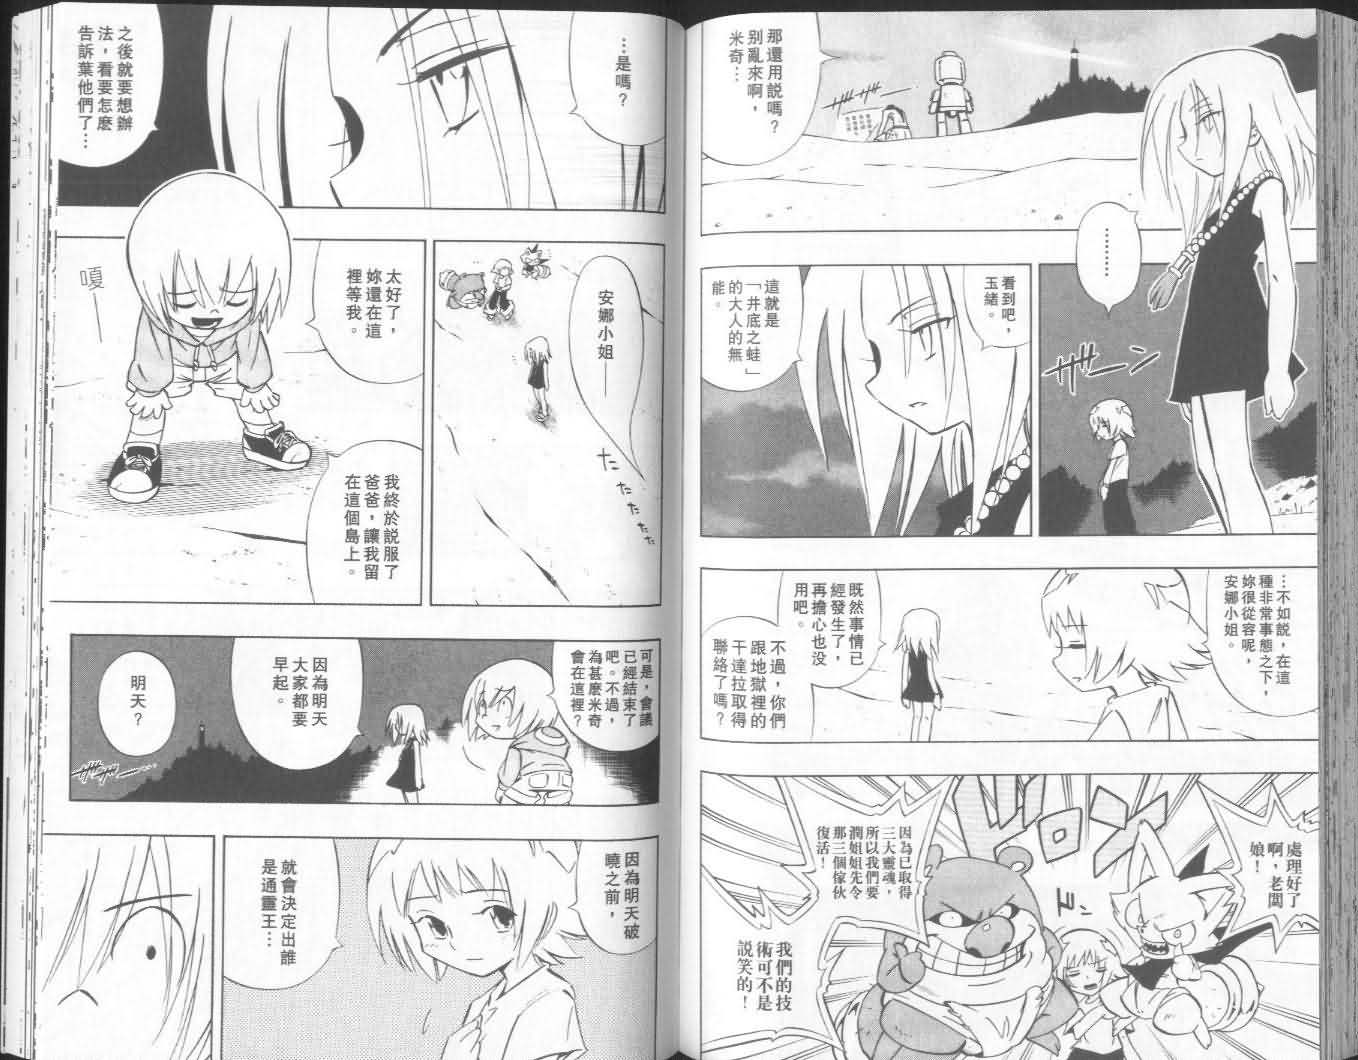 那還用説嗎?
别亂來啊,
米奇…
………
看到吧,
玉緒。
這就是
「井底之蛙」
的大人的無
能。
ザザーン
…不如説,在這
種非常事態之下,
妳很從容呢,
安娜小姐。
既然事情已
經發生了,
再擔心也没
用吧。
不過,你們
跟地獄裡的
干達拉取得
聯絡了嗎?
處理好了
啊,老闆
娘!
因為已取得
三大靈魂,
所以我們要
潤姐姐先令
那三個傢伙
復活!
我們的技
術可不是
説笑的!
…是嗎?
之後就要想辦
法,看要怎麽
告訴葉他們了…
安娜小姐——
た
た
た
た
た
太好了,
妳還在這
裡等我。
嗄—
我終於説服了
爸爸,讓我留
在這個島上。
可是,會議
已經結束了
吧。不過,
為甚麽米奇
會在這裡?
因為明天
大家都要
早起。
明天?
因為明天破
曉之前,
就會決定出誰
是通靈王…